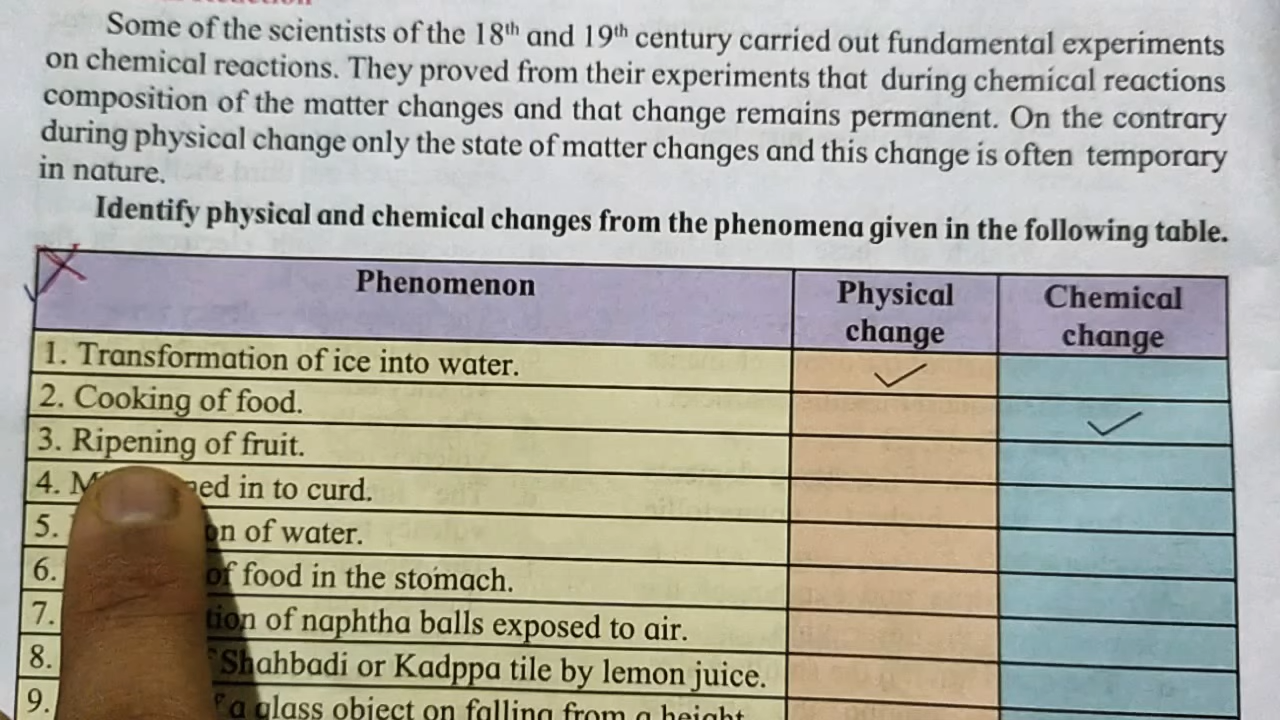 Some of the scientists of the 18th and 19th century carried out fundamental experiments
on chemical reactions. They proved from their experiments that during chemical reactions
composition of the matter changes and that change remains permanent. On the contrary
during physical change only the state of matter changes and this change is often temporary
in nature.
Identify physical and chemical changes from the phenomena given in the following table.
Phenomenon
Physical change
Chemical change
1. Transformation of ice into water.
2. Cooking of food.
3. Ripening of fruit.
4. in to curd.
5. of water.
6. of food in the stomach.
7. of naphtha balls exposed to air.
8. Shahbadi or Kadppa tile by lemon juice.
9. a glass object on falling from a height